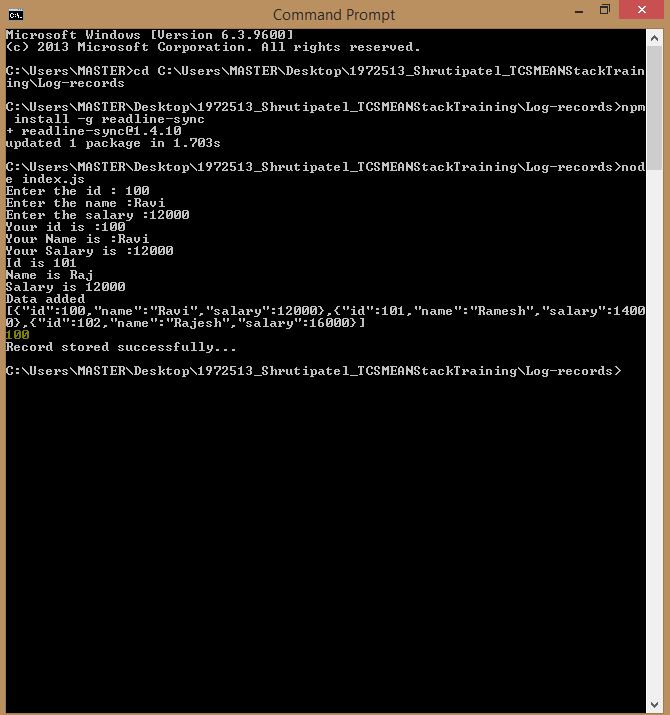 Command Prompt
Microsoft Windows [Version 6.3.9600]
(c) 2013 Microsoft Corporation. All rights reserved.
C:\Users\MASTER>cd C:\Users\MASTER\Desktop\1972513_Shrutipatel_TCSMEANStackTrain
ing\Log-records
C:\Users\MASTER\Desktop\1972513_Shrutipatel_TCSMEANStackTraining\Log-records>npm
 install -g readline-sync
+ readline-sync@1.4.10
updated 1 package in 1.703s
C:\Users\MASTER\Desktop\1972513_Shrutipatel_TCSMEANStackTraining\Log-records>nod
e index.js
Enter the id : 100
Enter the name :Ravi
Enter the salary :12000
Your id is :100
Your Name is :Ravi
Your Salary is :12000
Id is 101
Name is Raj
Salary is 12000
Data added
[{"id":100,"name":"Ravi","salary":12000},{"id":101,"name":"Ramesh","salary":1400
0},{"id":102,"name":"Rajesh","salary":16000}]
100
Record stored successfully...
C:\Users\MASTER\Desktop\1972513_Shrutipatel_TCSMEANStackTraining\Log-records>